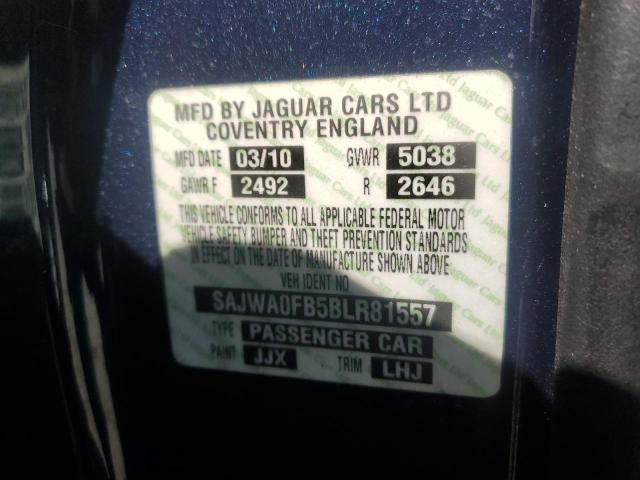 MFD BY JAGUAR CARS LTD
COVENTRY ENGLAND
MFD DATE 03/10 GVWR 5038
GAWR F 2492 R 2646
THIS VEHICLE CONFORMS TO ALL APPLICABLE FEDERAL MOTOR
VEHICLE SAFETY BUMPER AND THEFT PREVENTION STANDARDS
IN EFFECT ON THE DATE OF MANUFACTURE SHOWN ABOVE
VEH IDENT NO
SAJWA0FB5BLR81557
TYPE PASSENGER CAR
PAINT JJX TRIM LHJ